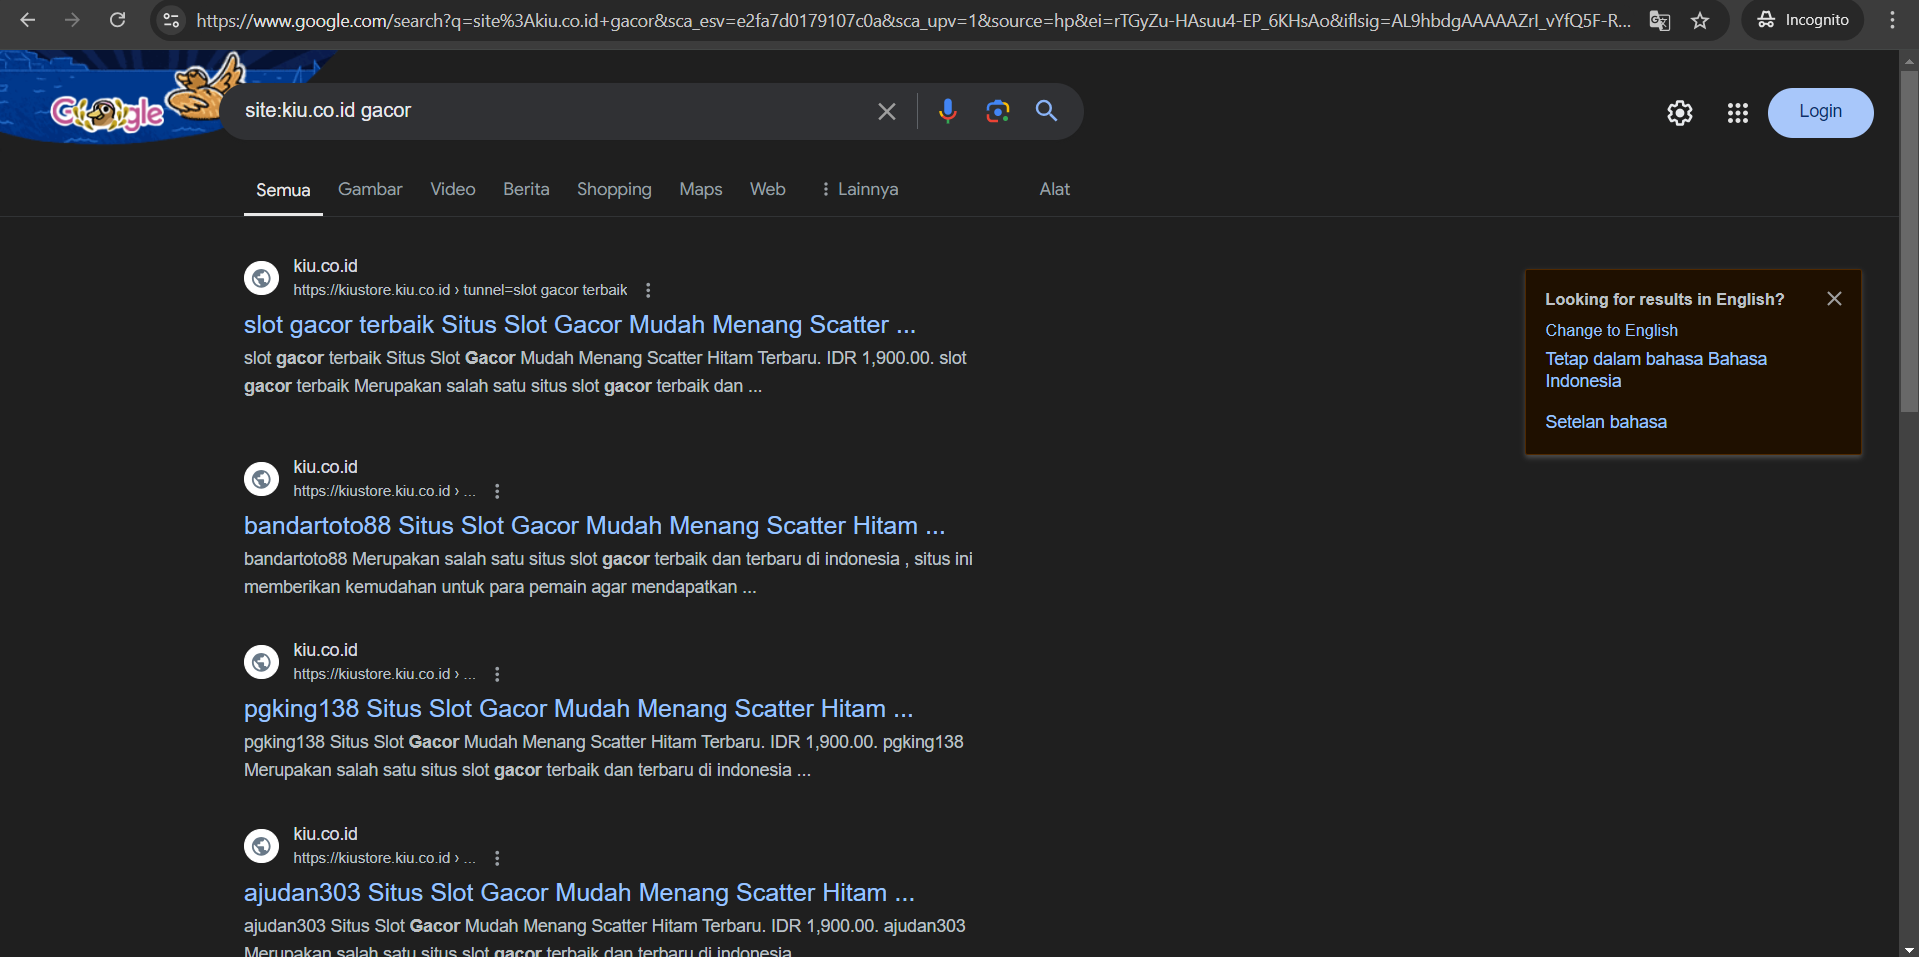 https://www.google.com/search?q=site%3Akiu.co.id+gacor&sca_esv=e2fa7d0179107c0a&sca_upv=1&source=hp&ei=rTGyZu-HAsuu4-EP_6KHsAo&iflsig=AL9hbdgAAAAAZrI_vYfQ5F-R...
Incognito
Google
site:kiu.co.id gacor
Login
Semua
Gambar
Video
Berita
Shopping
Maps
Web
Lainnya
Alat
kiu.co.id
https://kiustore.kiu.co.id › tunnel=slot gacor terbaik
slot gacor terbaik Situs Slot Gacor Mudah Menang Scatter ...
slot gacor terbaik Situs Slot Gacor Mudah Menang Scatter Hitam Terbaru. IDR 1,900.00. slot
gacor terbaik Merupakan salah satu situs slot gacor terbaik dan ...
Looking for results in English?
Change to English
Tetap dalam bahasa Bahasa
Indonesia
Setelan bahasa
kiu.co.id
https://kiustore.kiu.co.id › ...
bandartoto88 Situs Slot Gacor Mudah Menang Scatter Hitam ...
bandartoto88 Merupakan salah satu situs slot gacor terbaik dan terbaru di indonesia , situs ini
memberikan kemudahan untuk para pemain agar mendapatkan ...
kiu.co.id
https://kiustore.kiu.co.id › ...
pgking138 Situs Slot Gacor Mudah Menang Scatter Hitam ...
pgking138 Situs Slot Gacor Mudah Menang Scatter Hitam Terbaru. IDR 1,900.00. pgking138
Merupakan salah satu situs slot gacor terbaik dan terbaru di indonesia ...
kiu.co.id
https://kiustore.kiu.co.id › ...
ajudan303 Situs Slot Gacor Mudah Menang Scatter Hitam ...
ajudan303 Situs Slot Gacor Mudah Menang Scatter Hitam Terbaru. IDR 1,900.00. ajudan303
Merupakan salah satu situs slot gacor terbaik dan terbaru di indonesia